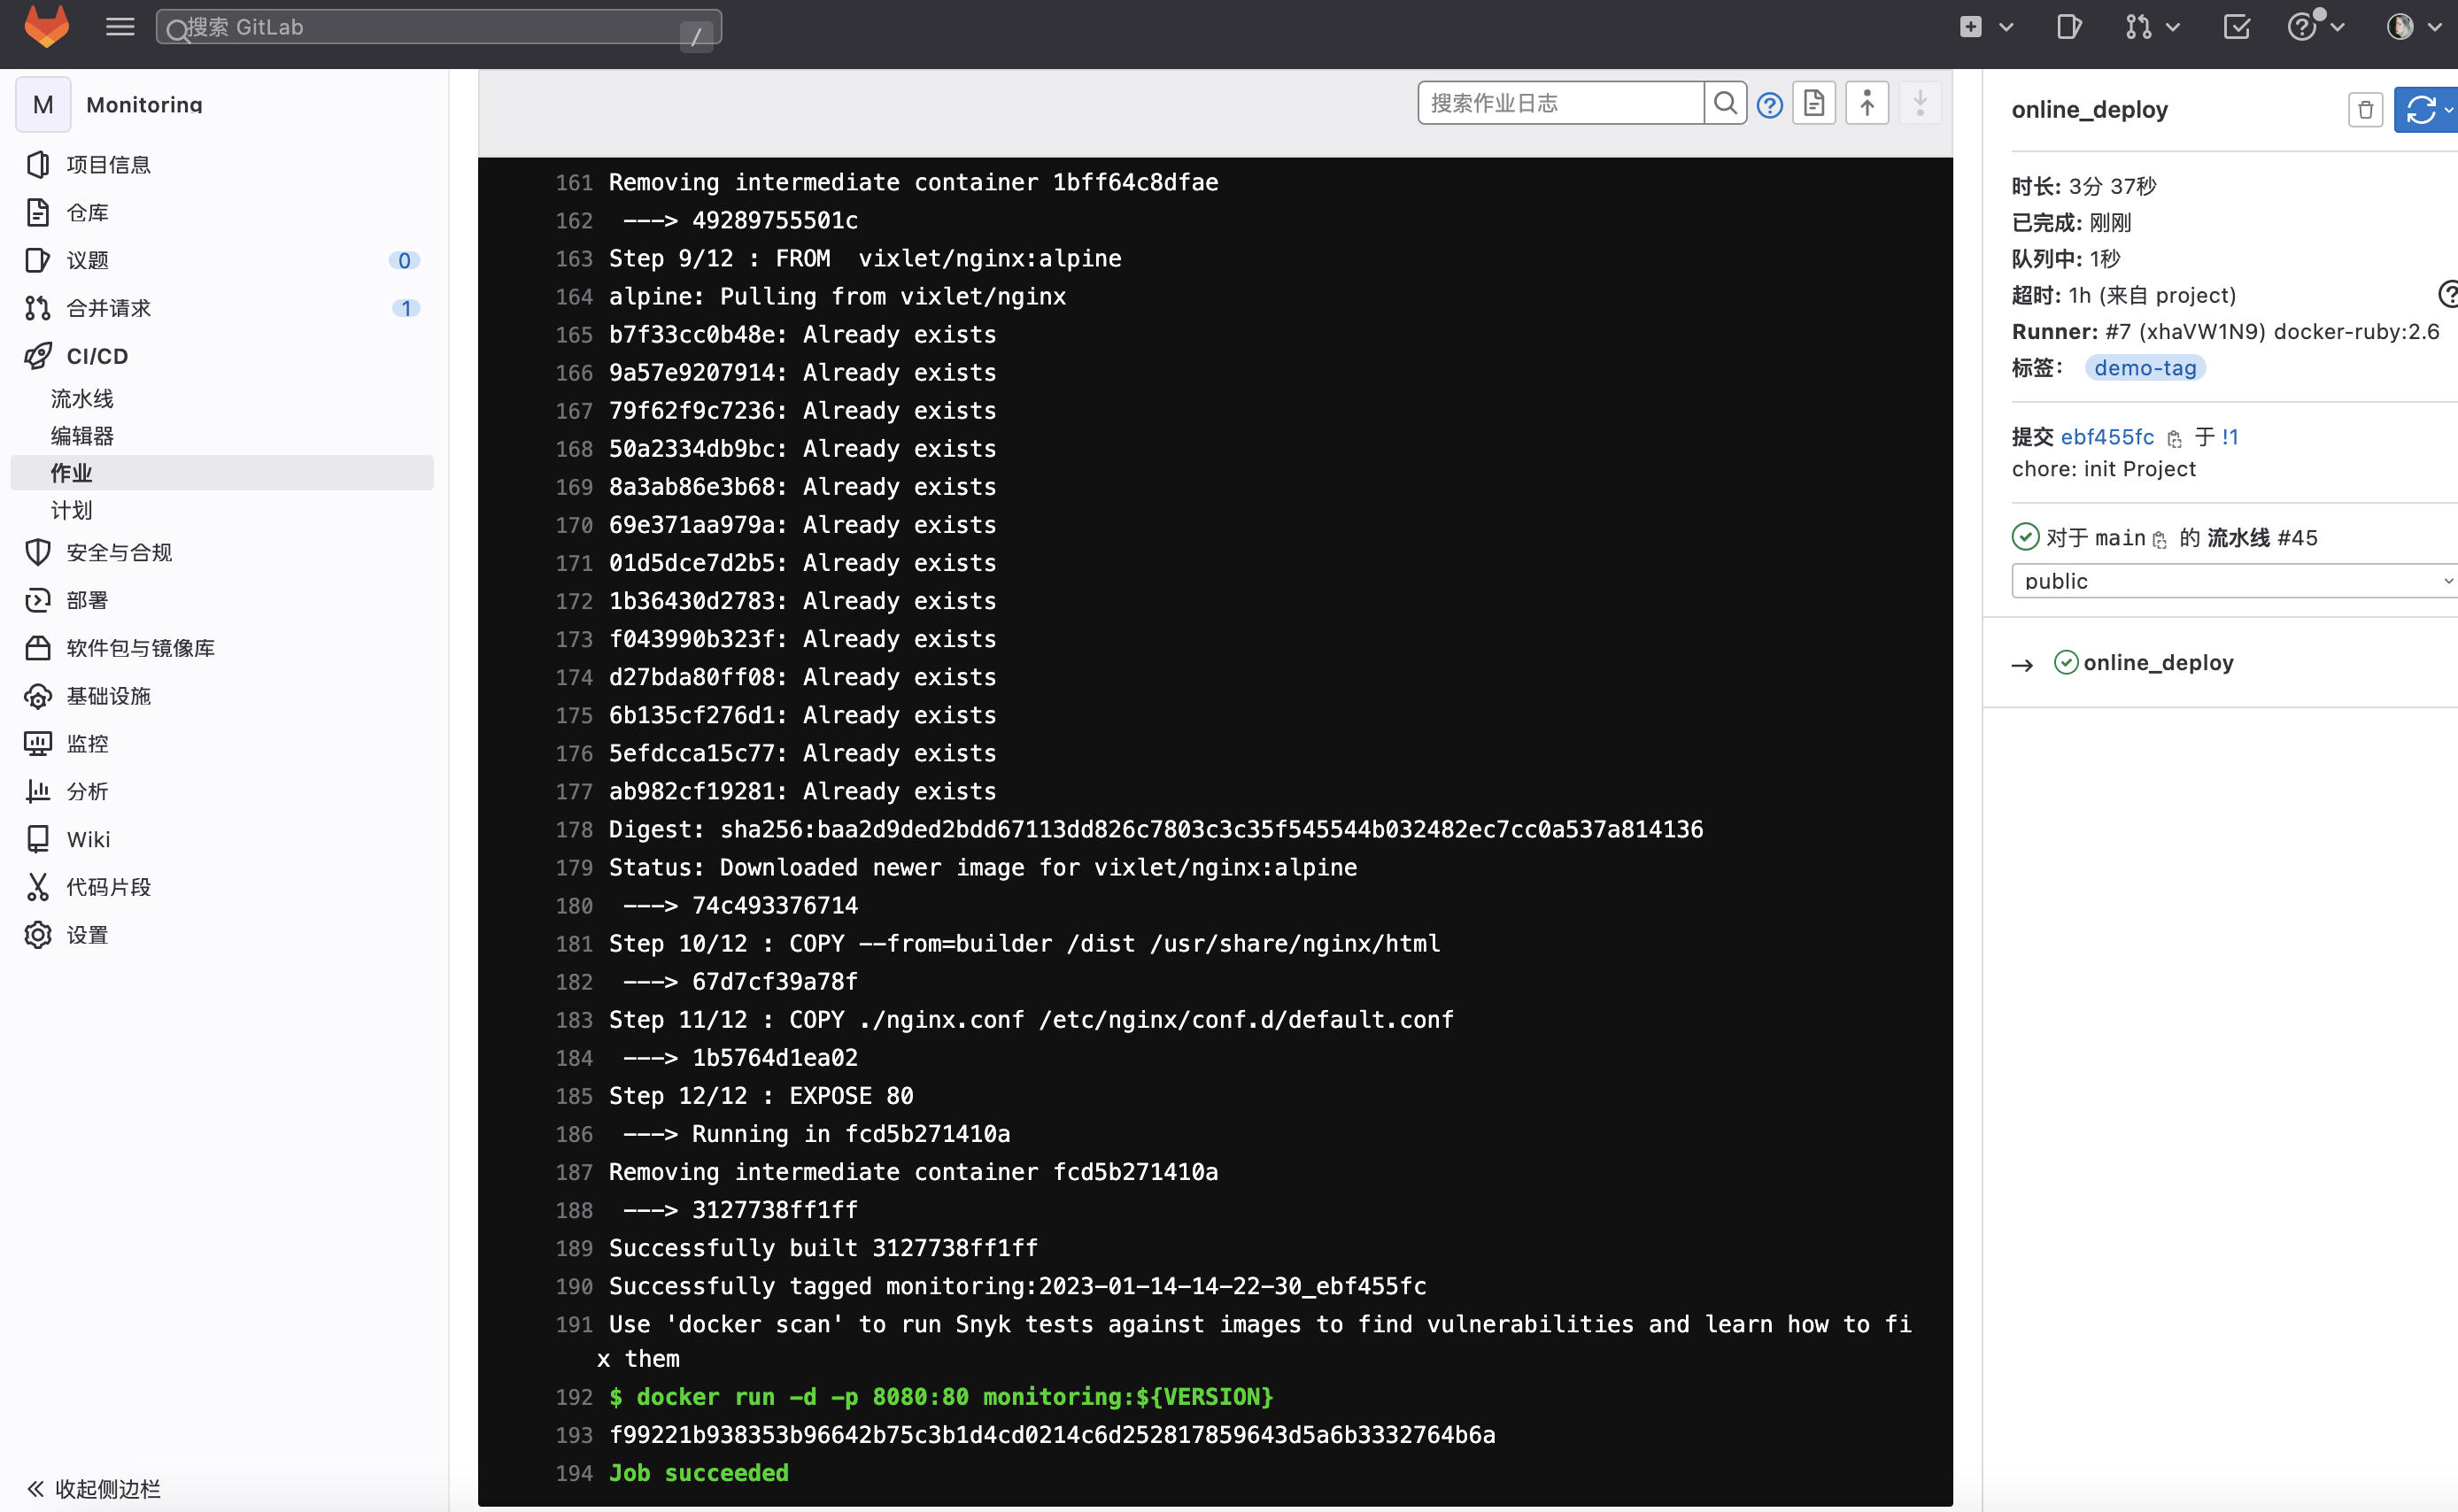 搜索 GitLab
/
M
Monitoring
项目信息
仓库
议题
0
合并请求
1
CI/CD
流水线
编辑器
作业
计划
安全与合规
部署
软件包与镜像库
基础设施
监控
分析
Wiki
代码片段
设置
收起侧边栏
搜索作业日志
161 Removing intermediate container 1bff64c8dfae
162 ---> 49289755501c
163 Step 9/12 : FROM  vixlet/nginx:alpine
164 alpine: Pulling from vixlet/nginx
165 b7f33cc0b48e: Already exists
166 9a57e9207914: Already exists
167 79f62f9c7236: Already exists
168 50a2334db9bc: Already exists
169 8a3ab86e3b68: Already exists
170 69e371aa979a: Already exists
171 01d5dce7d2b5: Already exists
172 1b36430d2783: Already exists
173 f043990b323f: Already exists
174 d27bda80ff08: Already exists
175 6b135cf276d1: Already exists
176 5efdcca15c77: Already exists
177 ab982cf19281: Already exists
178 Digest: sha256:baa2d9ded2bdd67113dd826c7803c3c35f545544b032482ec7cc0a537a814136
179 Status: Downloaded newer image for vixlet/nginx:alpine
180 ---> 74c493376714
181 Step 10/12 : COPY --from=builder /dist /usr/share/nginx/html
182 ---> 67d7cf39a78f
183 Step 11/12 : COPY ./nginx.conf /etc/nginx/conf.d/default.conf
184 ---> 1b5764d1ea02
185 Step 12/12 : EXPOSE 80
186 ---> Running in fcd5b271410a
187 Removing intermediate container fcd5b271410a
188 ---> 3127738ff1ff
189 Successfully built 3127738ff1ff
190 Successfully tagged monitoring:2023-01-14-14-22-30_ebf455fc
191 Use 'docker scan' to run Snyk tests against images to find vulnerabilities and learn how to fi
x them
192 $ docker run -d -p 8080:80 monitoring:${VERSION}
193 f99221b938353b96642b75c3b1d4cd0214c6d252817859643d5a6b3332764b6a
194 Job succeeded
online_deploy
时长: 3分 37秒
已完成: 刚刚
队列中: 1秒
超时: 1h (来自 project)
Runner: #7 (xhaVW1N9) docker-ruby:2.6
标签: demo-tag
提交 ebf455fc 于 !1
chore: init Project
对于 main 的 流水线 #45
public
→ online_deploy